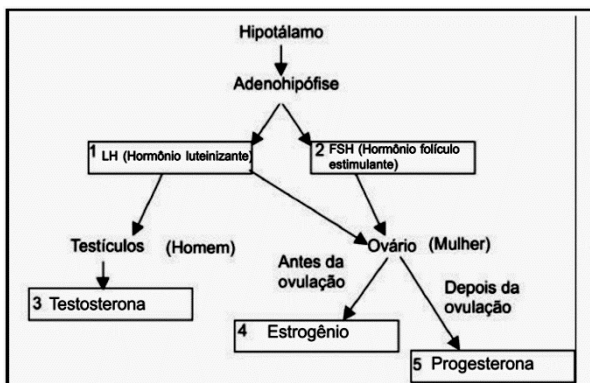 Hipotálamo
Adenohipófise
1 LH (Hormônio luteinizante)
2 FSH (Hormônio folículo
estimulante)
Testículos (Homem)
Ovário (Mulher)
Antes da
ovulação
Depois da
ovulação
3 Testosterona
4 Estrogênio
5 Progesterona